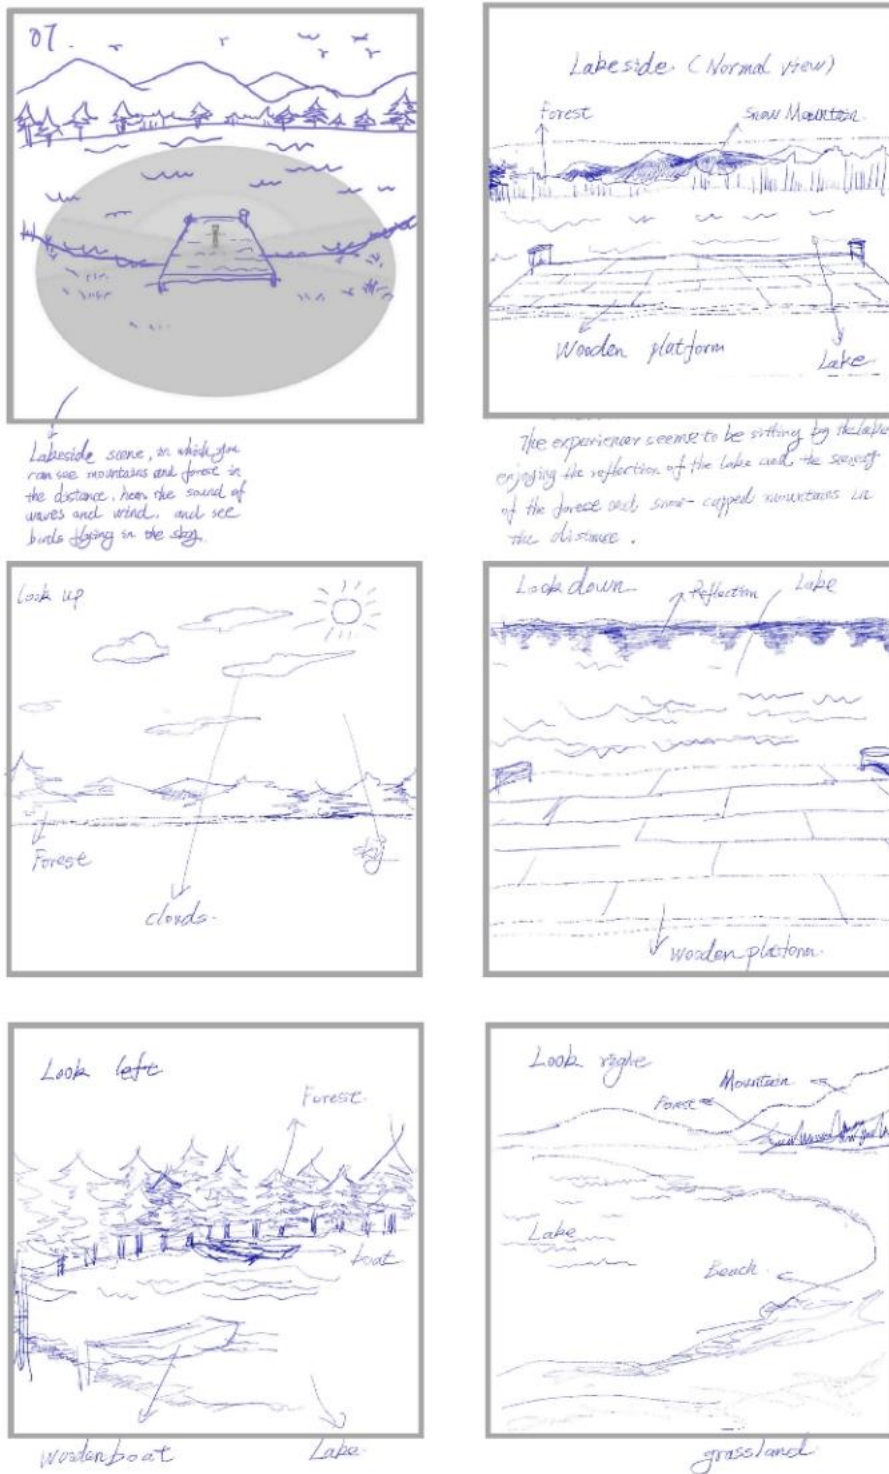 07.
Lakeside (Normal view)
Forest
Snow Mountain
Wooden platform
Lake
Lakeside scene, in which you
can see mountains and forest in
the distance, hear the sound of
waves and wind, and see
birds flying in the sky.
The experiencer seeme to be sitting by the lake
enjoying the reflection of the lake and the scenery
of the forest and snow-capped mountains in
the distance.
Look up
Forest
clouds.
sky
Look down
Reflection
Lake
wooden platform.
Look left
Forest.
boat
wooden boat
Lake.
Look right
Mountain
Forest
Lake
Beach.
grassland